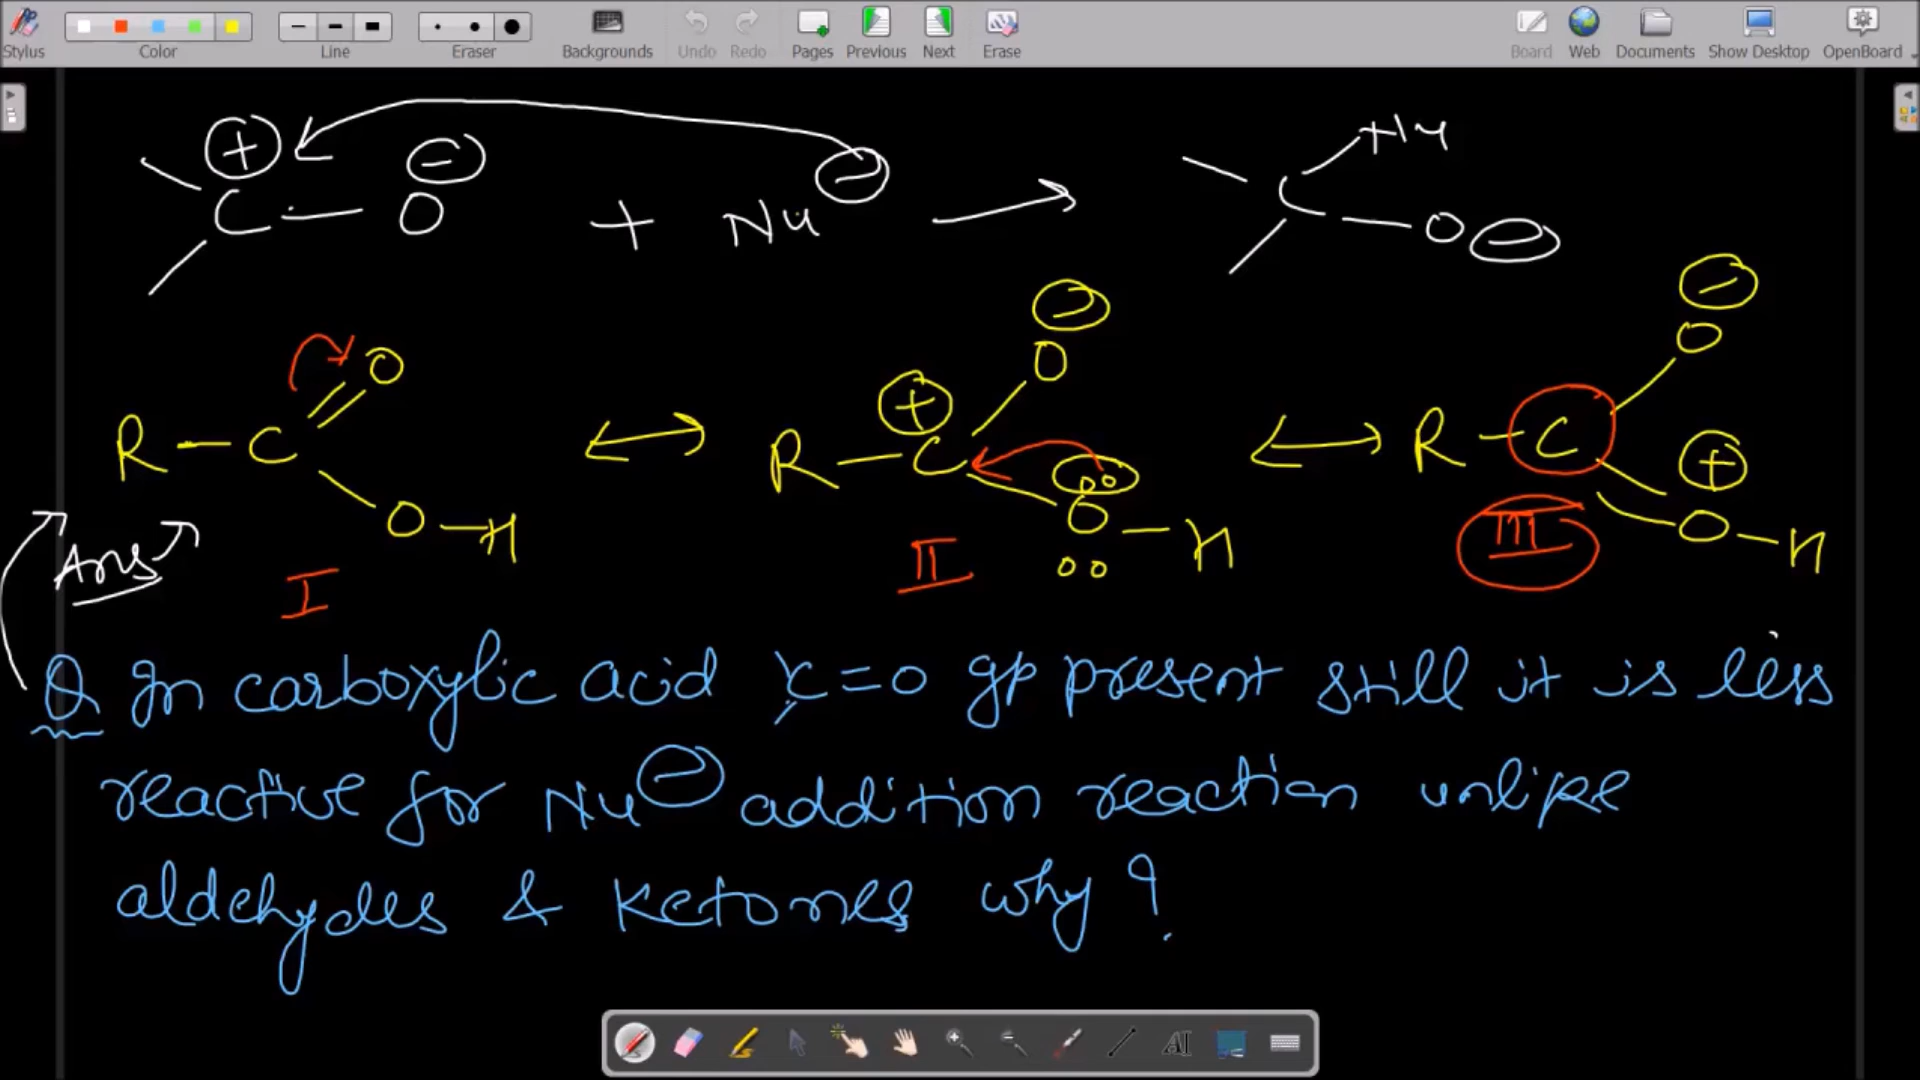 Stylus Color Line Eraser Backgrounds Undo Redo Pages Previous Next Erase Board Web Documents Show Desktop OpenBoard
⊕ ⊖ ⊖ Nu
C — O + Nu → C — O ⊖
⊖ ⊖
O ⊕ O O
R — C ↔ R — C ↔ R — C ⊕
O — H O — H O — H
Ans I II III
Q In carboxylic acid C=O gp present still it is less
reactive for Nu⊖ addition reaction unlike
aldehydes & ketones why?
AI